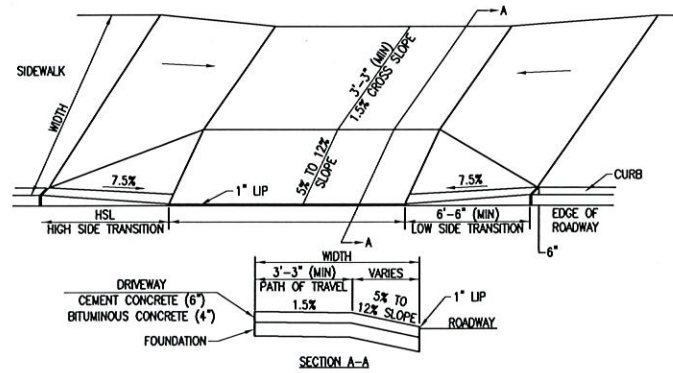 A
SIDEWALK
WIDTH
3'-3" (MIN)
1.5% CROSS SLOPE
5% TO 12%
SLOPE
7.5%
1" LIP
7.5%
CURB
HSL
HIGH SIDE TRANSITION
A
6'-6" (MIN)
LOW SIDE TRANSITION
EDGE OF
ROADWAY
6"
WIDTH
3'-3" (MIN)
PATH OF TRAVEL
VARIES
DRIVEWAY
CEMENT CONCRETE (6")
BITUMINOUS CONCRETE (4")
1.5%
5% TO
12% SLOPE
1" LIP
ROADWAY
FOUNDATION
SECTION A-A